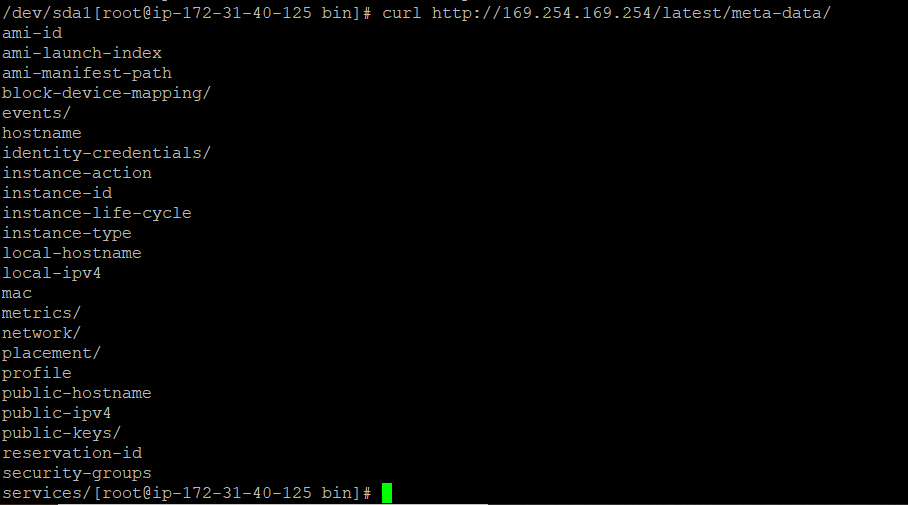 /dev/sda1[root@ip-172-31-40-125 bin]# curl http://169.254.169.254/latest/meta-data/
ami-id
ami-launch-index
ami-manifest-path
block-device-mapping/
events/
hostname
identity-credentials/
instance-action
instance-id
instance-life-cycle
instance-type
local-hostname
local-ipv4
mac
metrics/
network/
placement/
profile
public-hostname
public-ipv4
public-keys/
reservation-id
security-groups
services/[root@ip-172-31-40-125 bin]#